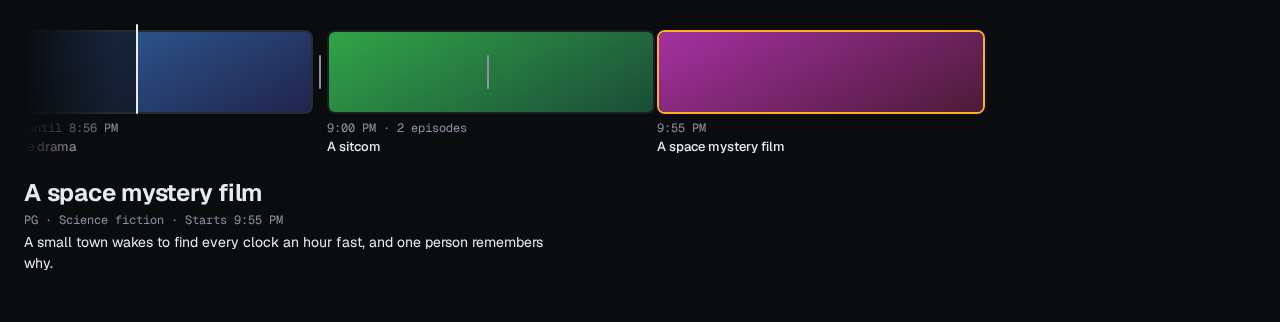 until 8:56 PM
9:00 PM · 2 episodes
9:55 PM
drama
A sitcom
A space mystery film
A space mystery film
PG · Science fiction · Starts 9:55 PM
A small town wakes to find every clock an hour fast, and one person remembers
why.